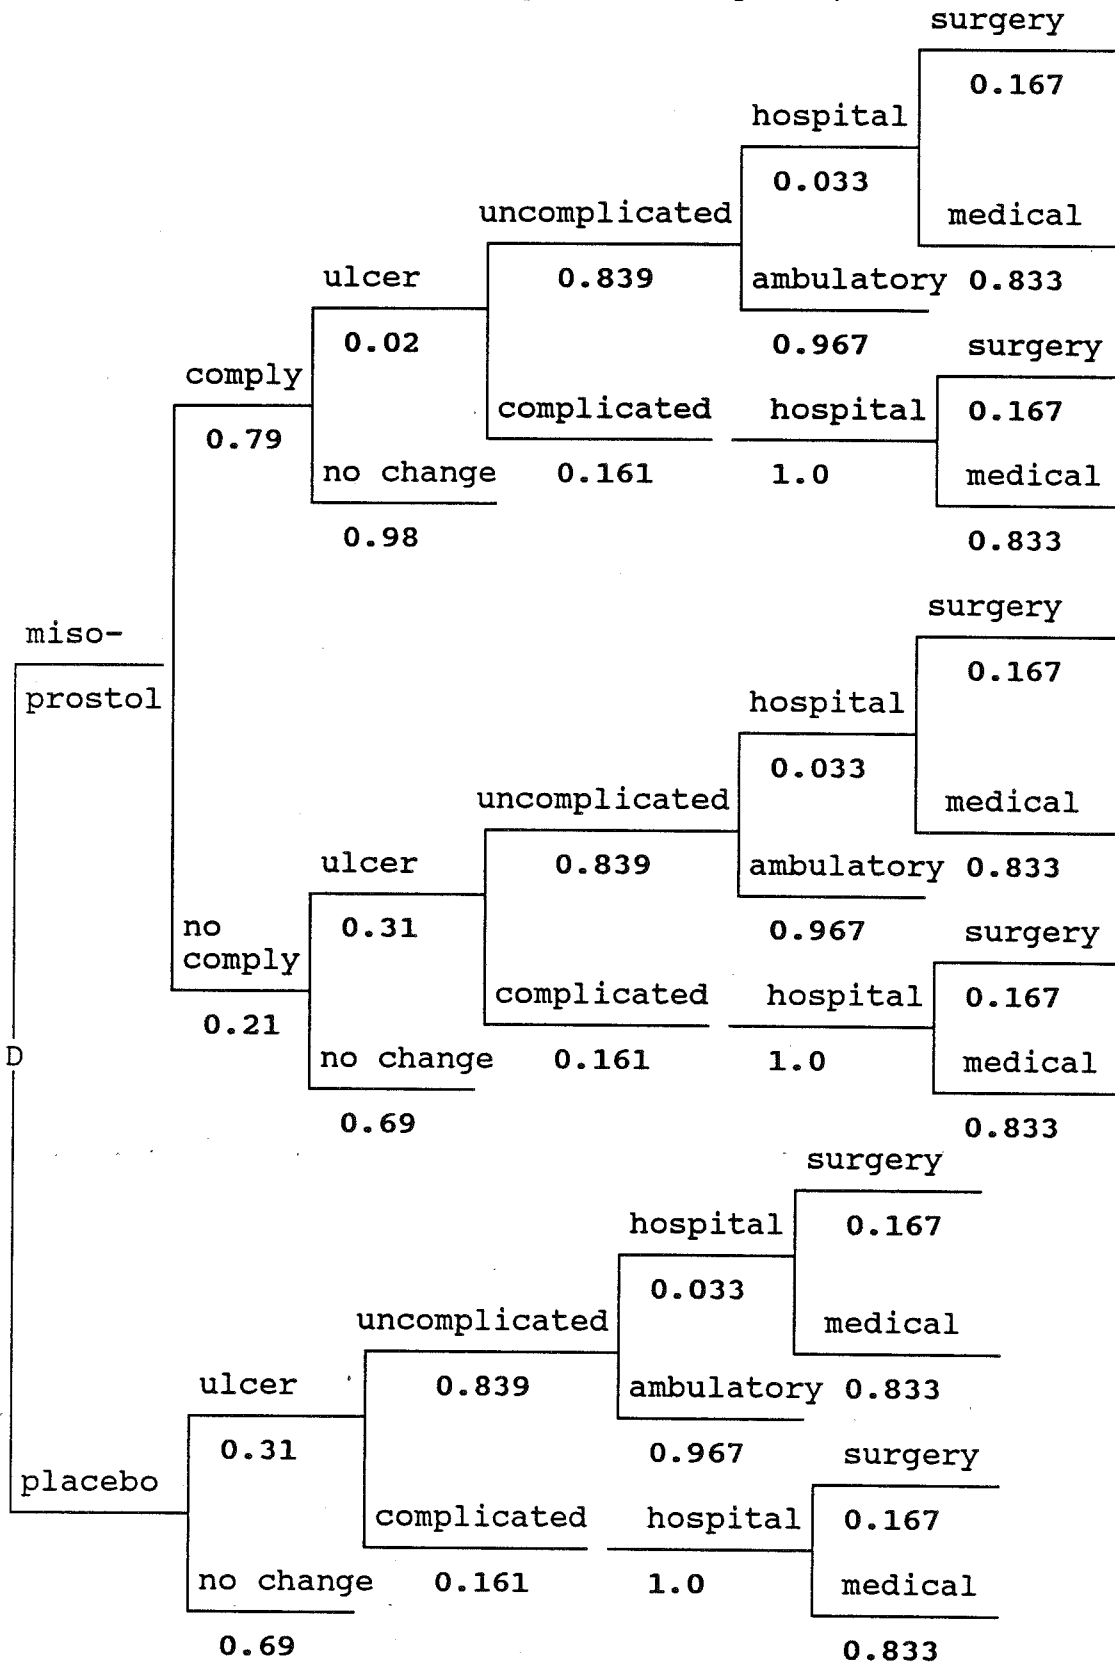 surgery
0.167
hospital
0.033
uncomplicated
medical
ulcer
0.839
ambulatory 0.833
0.02
0.967
surgery
comply
complicated
hospital
0.167
0.79
no change
0.161
1.0
medical
0.98
0.833
surgery
miso-
0.167
prostol
hospital
0.033
uncomplicated
medical
ulcer
0.839
ambulatory 0.833
no
0.31
0.967
surgery
comply
complicated
hospital
0.167
0.21
D
no change
0.161
1.0
medical
0.69
0.833
surgery
hospital
0.167
0.033
uncomplicated
medical
ulcer
0.839
ambulatory 0.833
0.31
0.967
surgery
placebo
complicated
hospital
0.167
no change
0.161
1.0
medical
0.69
0.833